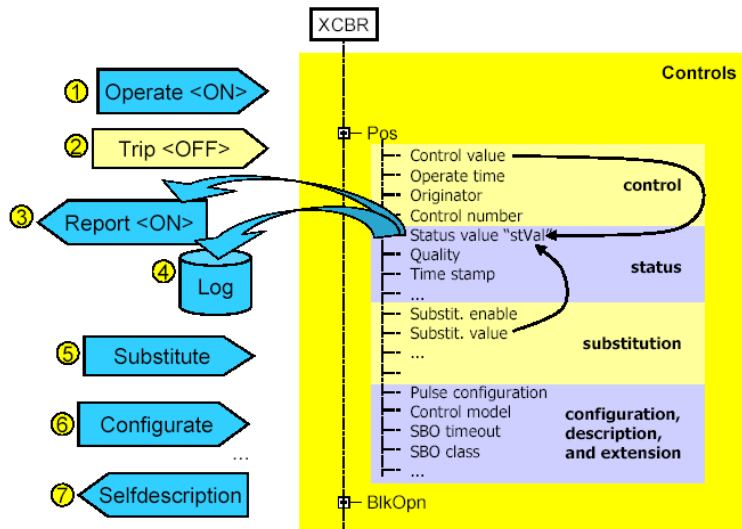 XCBR
Controls
① Operate <ON>
② Trip <OFF>
③ Report <ON>
④ Log
⑤ Substitute
⑥ Configurate
...
⑦ Selfdescription
Pos
Control value
Operate time
Originator
Control number
control
Status value “stVal”
Quality
Time stamp
...
status
Substit. enable
Substit. value
...
substitution
Pulse configuration
Control model
SBO timeout
SBO class
...
configuration,
description,
and extension
BlkOpn